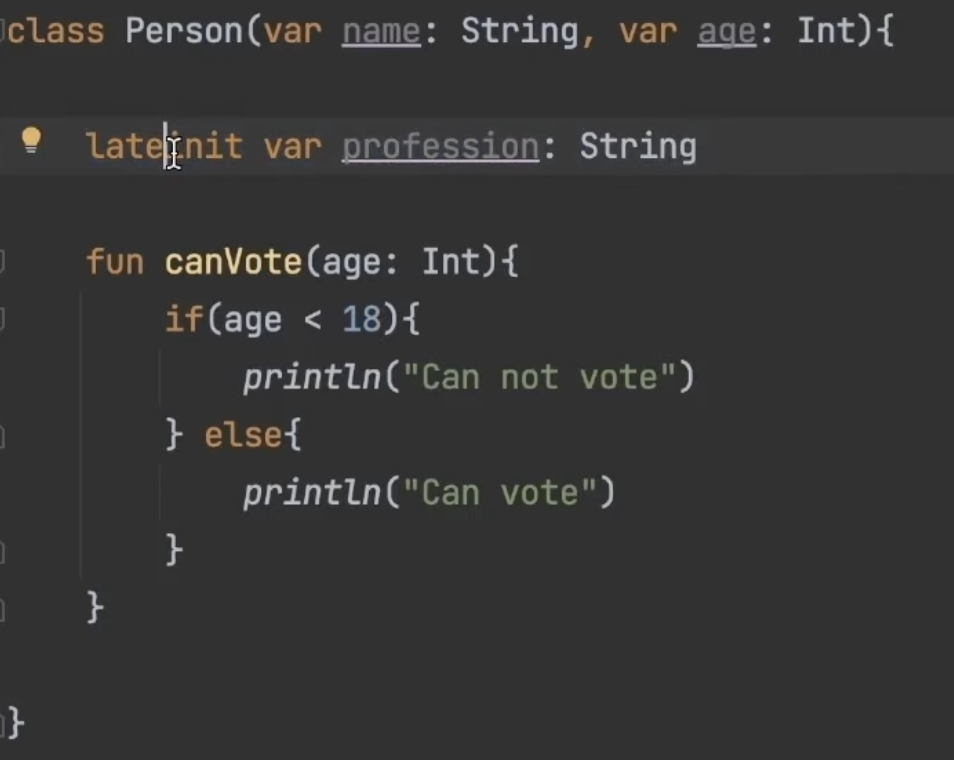 class Person(var name: String, var age: Int){
lateinit var profession: String
fun canVote(age: Int){
if(age < 18){
println("Can not vote")
} else{
println("Can vote")
}
}
}